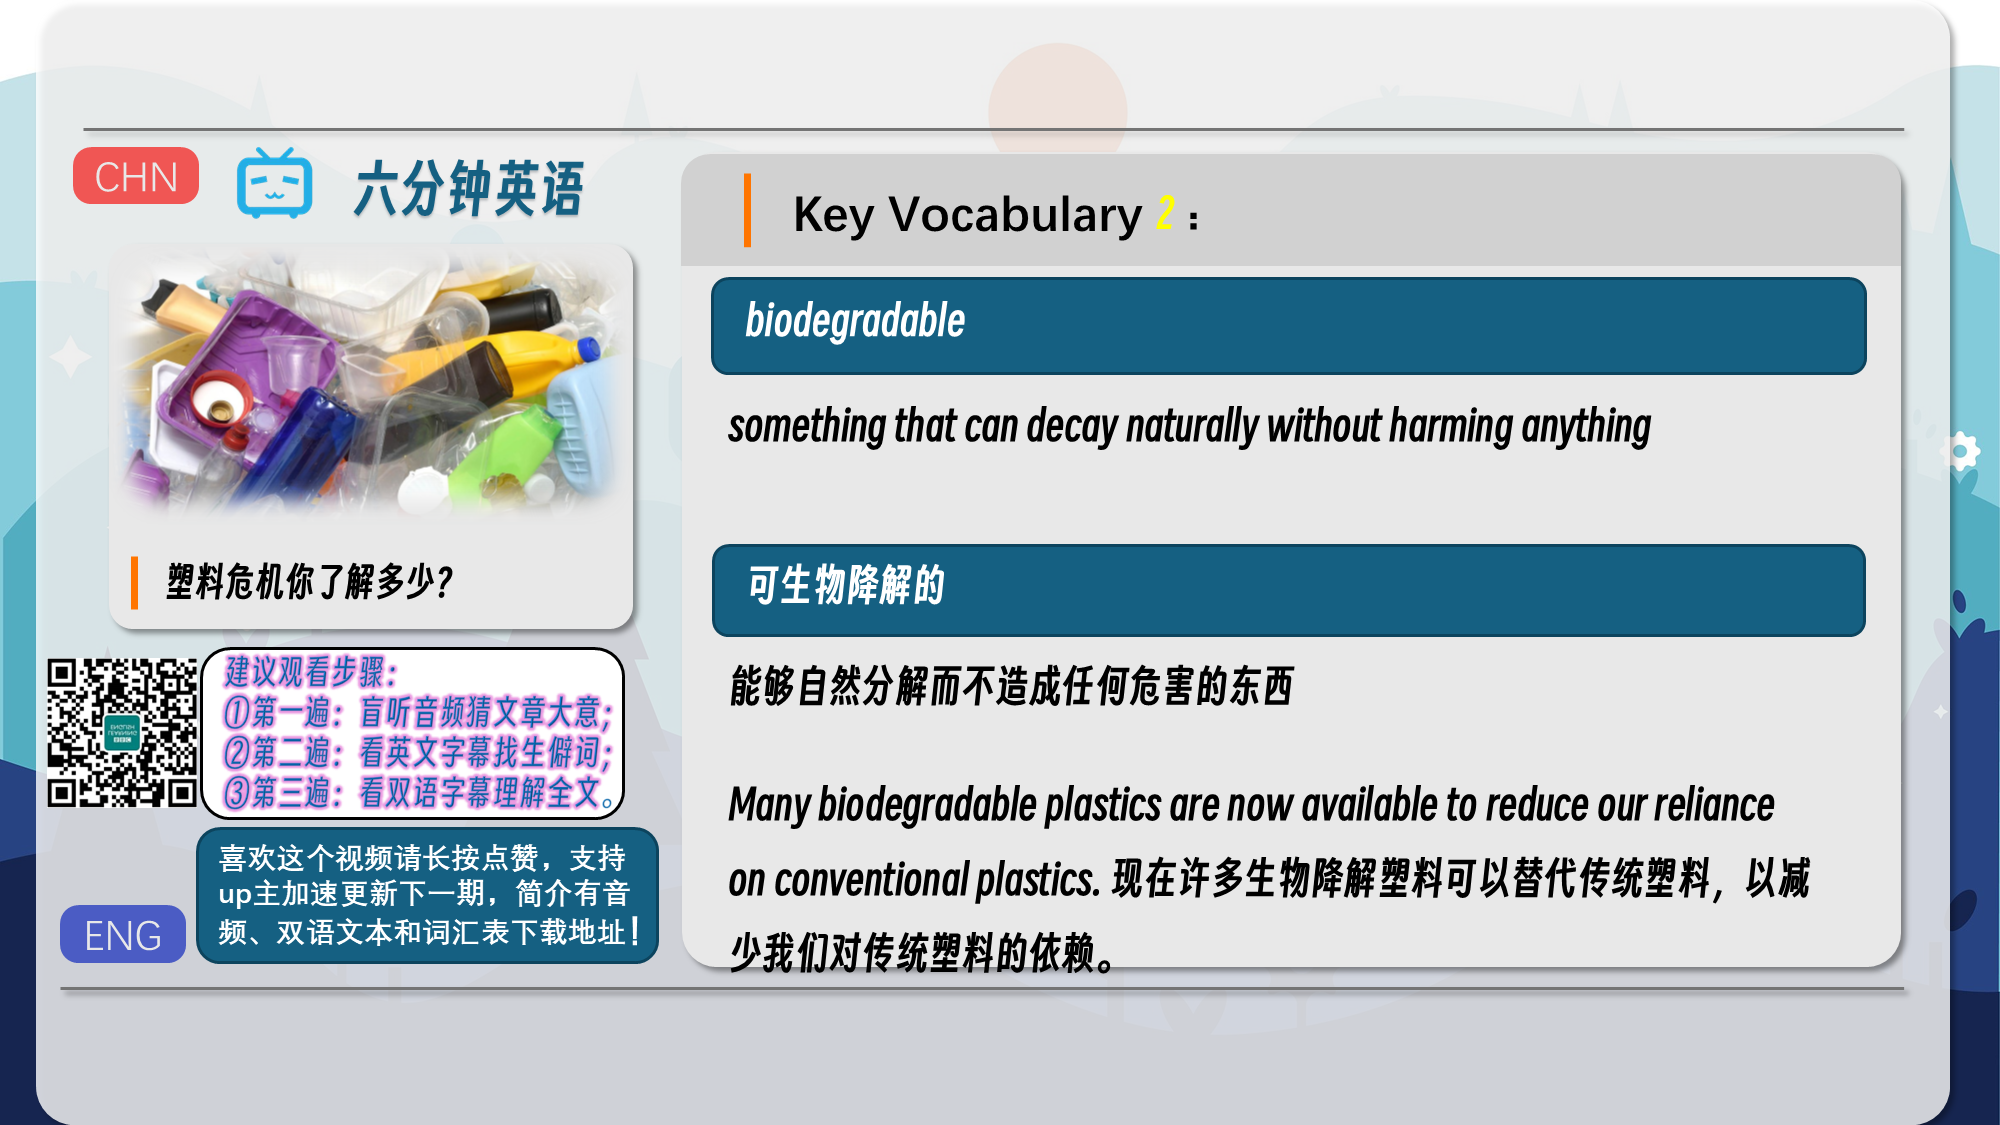 CHN
六分钟英语
塑料危机你了解多少?
建议观看步骤：
①第一遍：盲听音频猜文章大意；
②第二遍：看英文字幕找生僻词；
③第三遍：看双语字幕理解全文。
喜欢这个视频请长按点赞，支持
up主加速更新下一期，简介有音
频、双语文本和词汇表下载地址！
ENG
Key Vocabulary 2：
biodegradable
something that can decay naturally without harming anything
可生物降解的
能够自然分解而不造成任何危害的东西
Many biodegradable plastics are now available to reduce our reliance
on conventional plastics. 现在许多生物降解塑料可以替代传统塑料，以减
少我们对传统塑料的依赖。